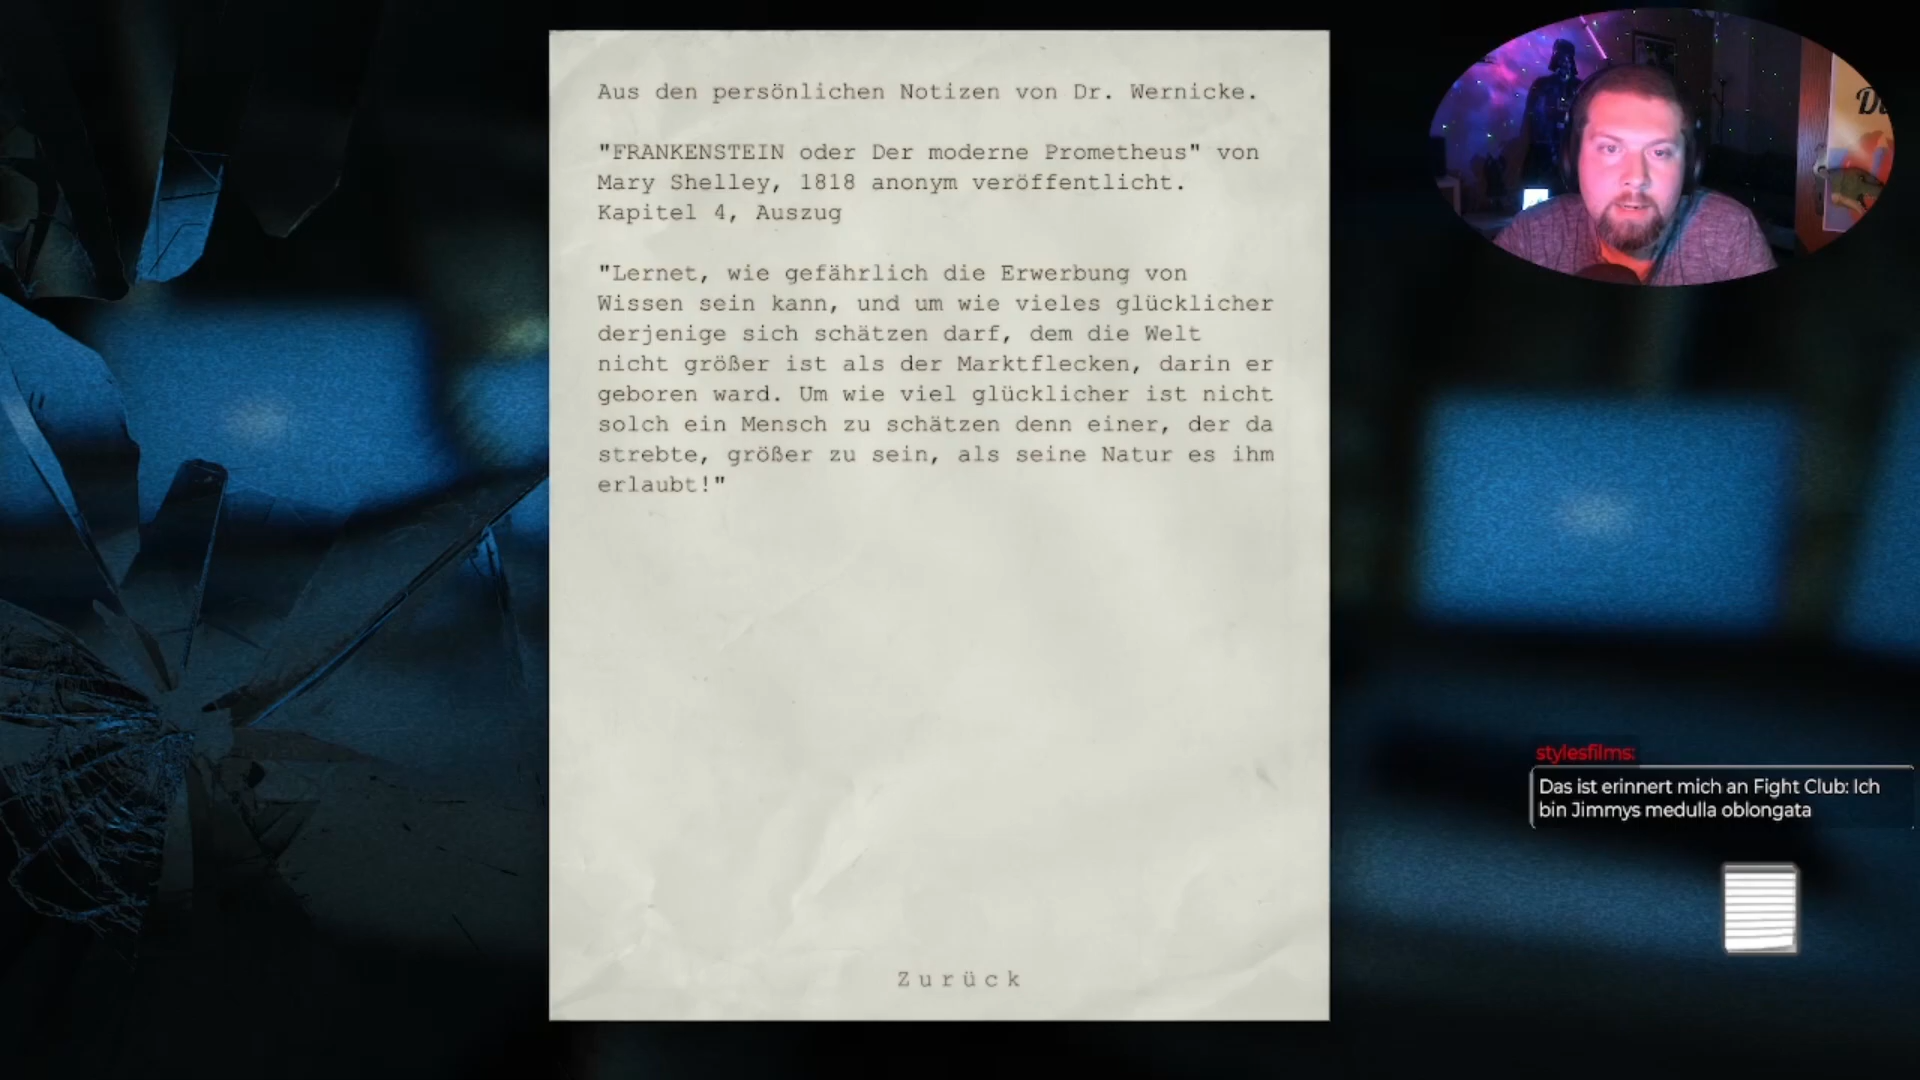 Aus den persönlichen Notizen von Dr. Wernicke.
"FRANKENSTEIN oder Der moderne Prometheus" von
Mary Shelley, 1818 anonym veröffentlicht.
Kapitel 4, Auszug
"Lernet, wie gefährlich die Erwerbung von
Wissen sein kann, und um wie vieles glücklicher
derjenige sich schätzen darf, dem die Welt
nicht größer ist als der Marktflecken, darin er
geboren ward. Um wie viel glücklicher ist nicht
solch ein Mensch zu schätzen denn einer, der da
strebte, größer zu sein, als seine Natur es ihm
erlaubt!"
Zurück
stylesfilms:
Das ist erinnert mich an Fight Club: Ich
bin Jimmys medulla oblongata